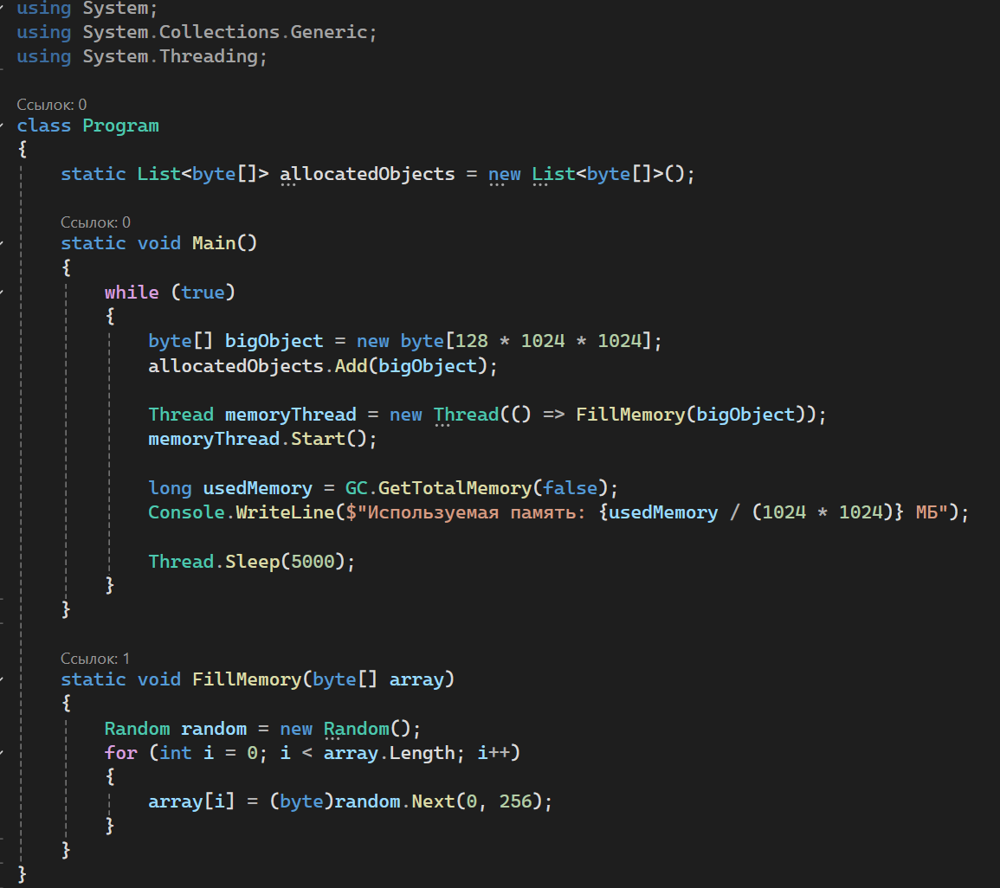 using System;
using System.Collections.Generic;
using System.Threading;
Ссылок: 0
class Program
{
static List<byte[]> allocatedObjects = new List<byte[]>();
Ссылок: 0
static void Main()
{
while (true)
{
byte[] bigObject = new byte[128 * 1024 * 1024];
allocatedObjects.Add(bigObject);
Thread memoryThread = new Thread(() => FillMemory(bigObject));
memoryThread.Start();
long usedMemory = GC.GetTotalMemory(false);
Console.WriteLine($"Используемая память: {usedMemory / (1024 * 1024)} МБ");
Thread.Sleep(5000);
}
}
Ссылок: 1
static void FillMemory(byte[] array)
{
Random random = new Random();
for (int i = 0; i < array.Length; i++)
{
array[i] = (byte)random.Next(0, 256);
}
}
}